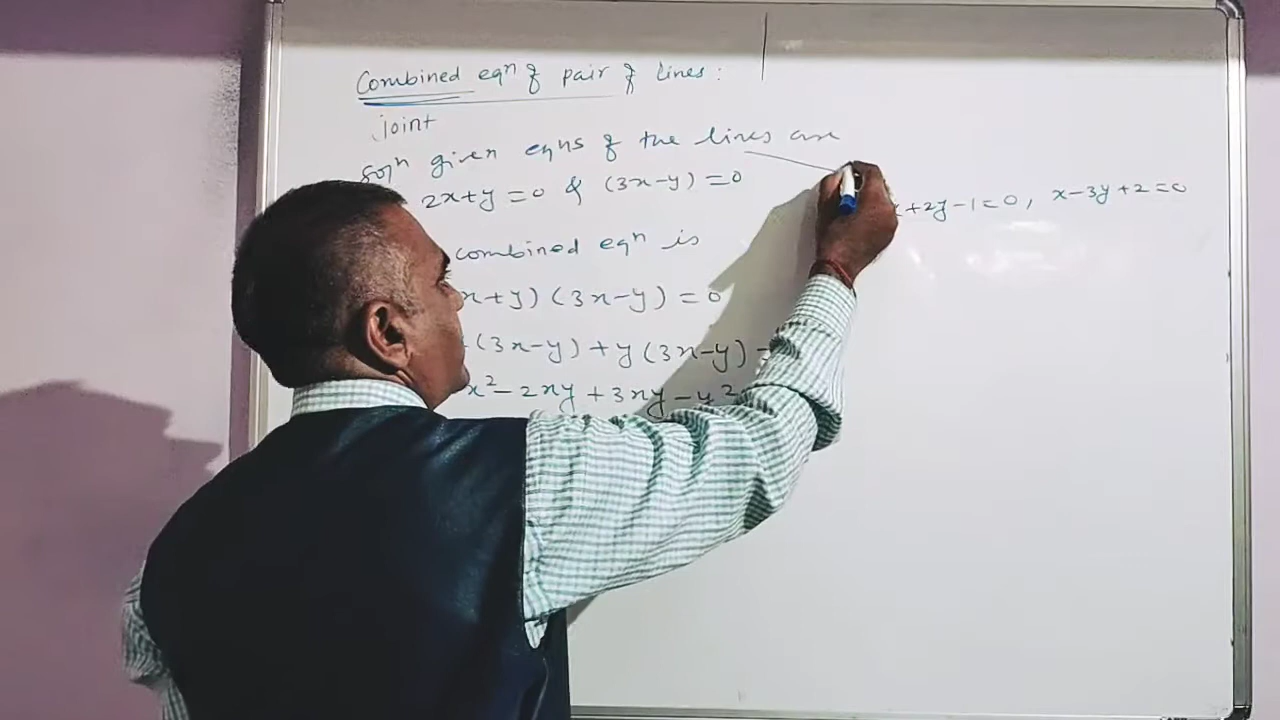 Combined eqn of pair of lines :
Joint
Soln given eqns of the lines are
2x+y=0 & (3x-y)=0
combined eqn is
x+y)(3x-y)=0
(3x-y)+y(3x-y)=
x²-2xy+3xy-y²
x+2y-1=0, x-3y+2=0